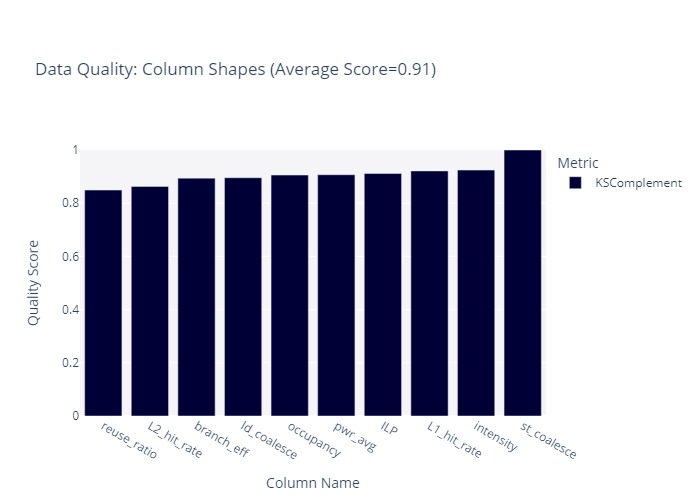 Data Quality: Column Shapes (Average Score=0.91)
1
0.8
0.6
0.4
0.2
0
Quality Score
Metric
KSComplement
reuse_ratio
L2_hit_rate
branch_eff
ld_coalesce
occupancy
pwr_avg
ILP
L1_hit_rate
intensity
st_coalesce
Column Name